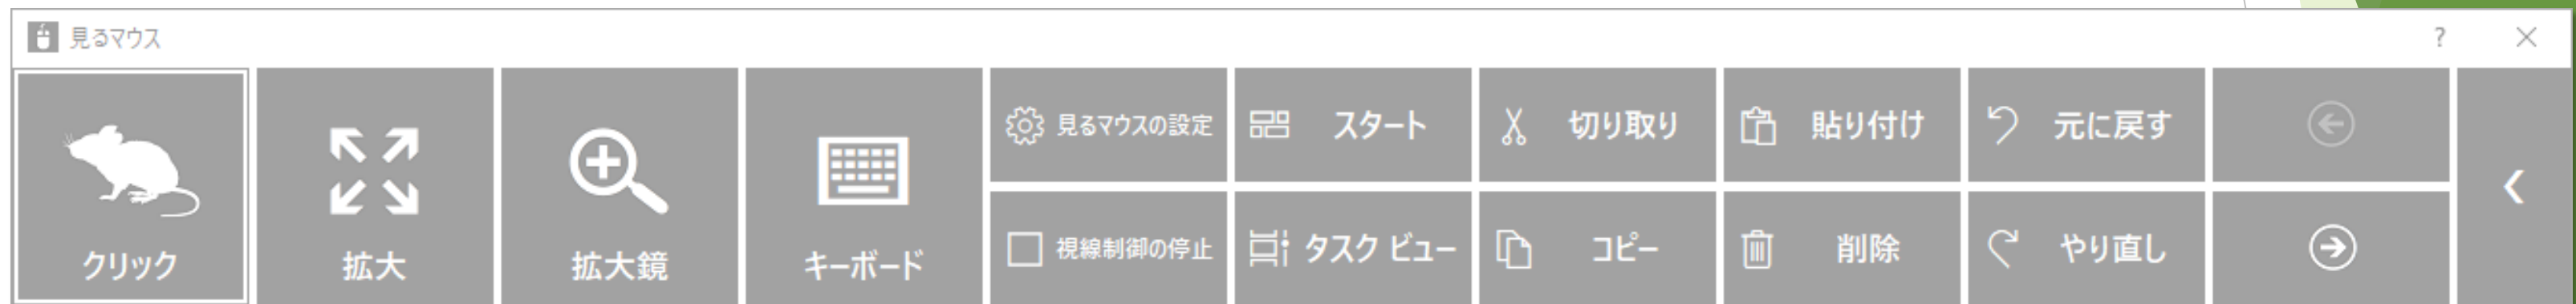 見るマウス
?
クリック
拡大
拡大鏡
キーボード
見るマウスの設定
スタート
切り取り
貼り付け
元に戻す
視線制御の停止
タスク ビュー
コピー
削除
やり直し